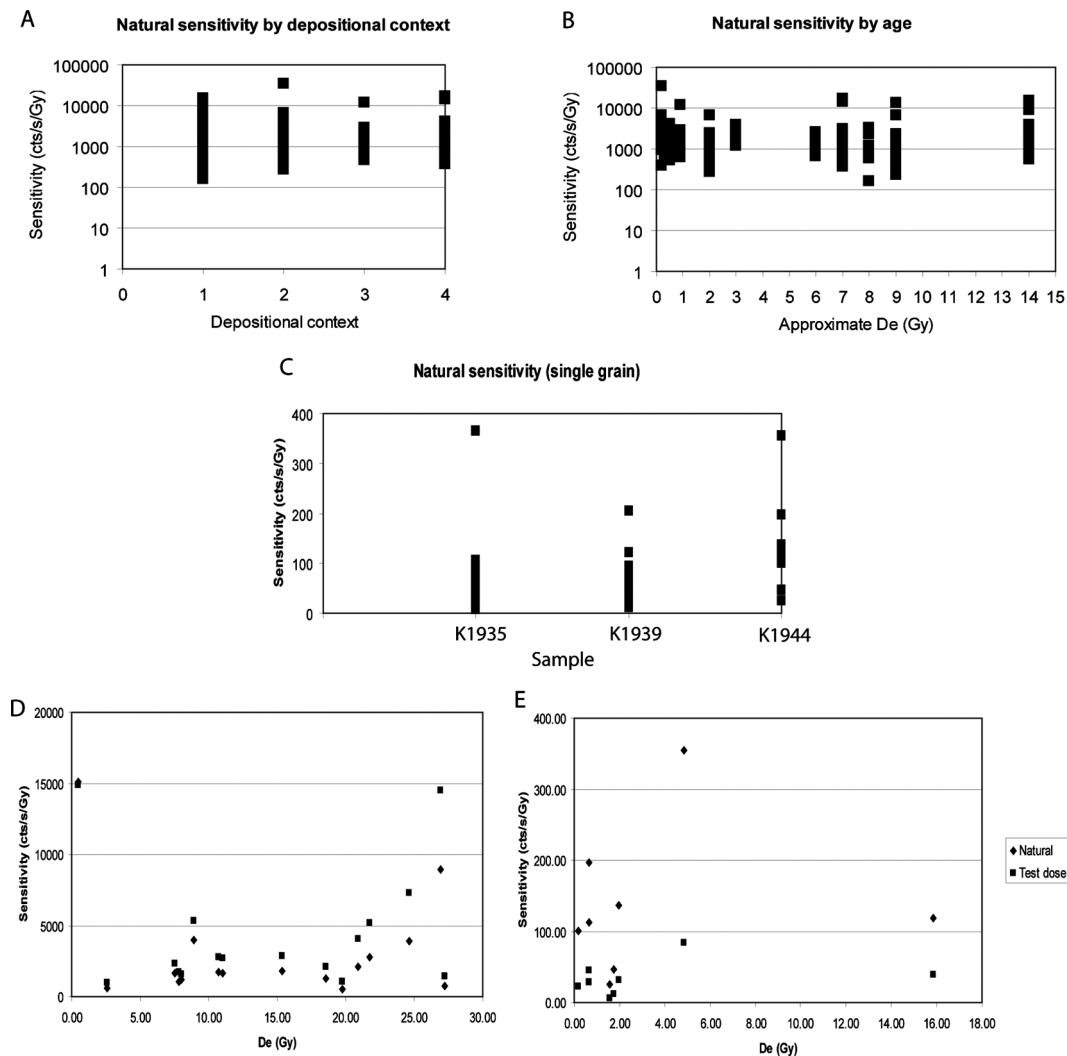 A
Natural sensitivity by depositional context
100000
10000
1000
100
10
1
0 1 2 3 4
Sensitivity (cts/s/Gy)
Depositional context
B
Natural sensitivity by age
100000
10000
1000
100
10
1
0 1 2 3 4 5 6 7 8 9 10 11 12 13 14 15
Sensitivity (cts/s/Gy)
Approximate De (Gy)
C
Natural sensitivity (single grain)
400
300
200
100
0
Sensitivity (cts/s/Gy)
K1935 K1939 K1944
Sample
D
20000
15000
10000
5000
0
0.00 5.00 10.00 15.00 20.00 25.00 30.00
Sensitivity (cts/s/Gy)
De (Gy)
E
400.00
300.00
200.00
100.00
0.00
0.00 2.00 4.00 6.00 8.00 10.00 12.00 14.00 16.00 18.00
Sensitivity (cts/s/Gy)
De (Gy)
Natural
Test dose